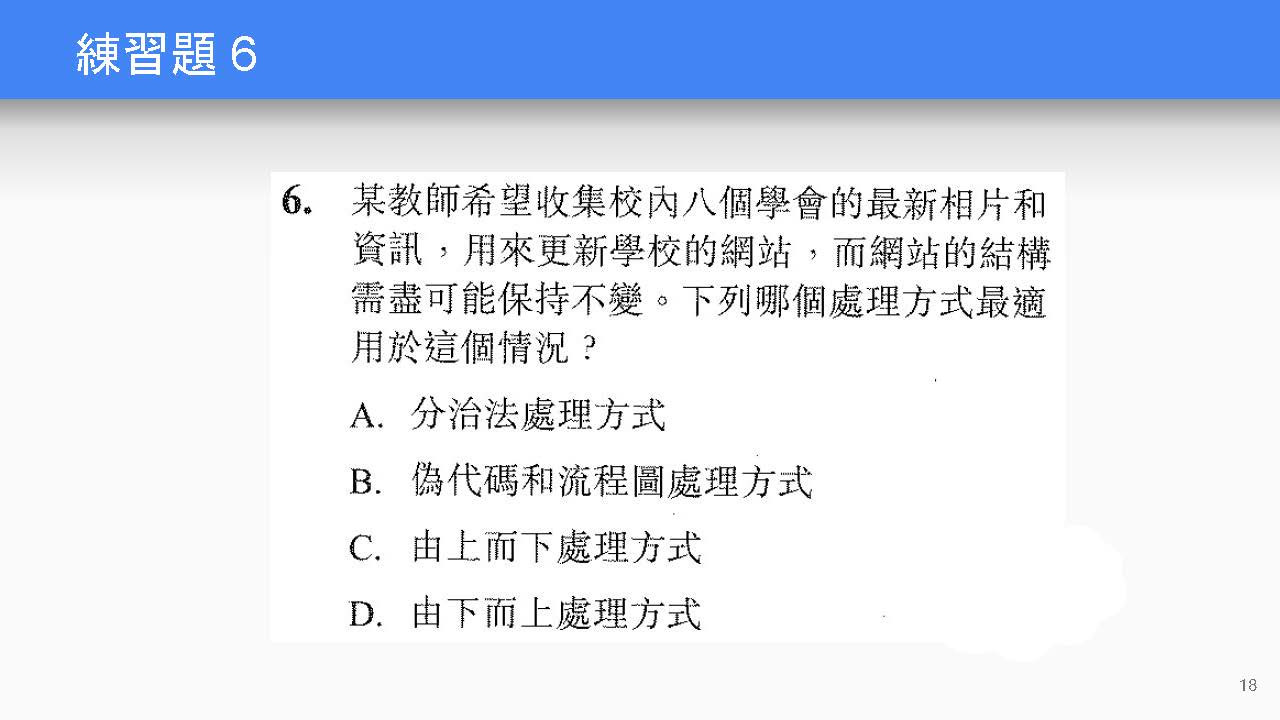 練習題 6
6. 某教師希望收集校內八個學會的最新相片和
資訊，用來更新學校的網站，而網站的結構
需盡可能保持不變。下列哪個處理方式最適
用於這個情況？
A. 分治法處理方式
B. 偽代碼和流程圖處理方式
C. 由上而下處理方式
D. 由下而上處理方式
18